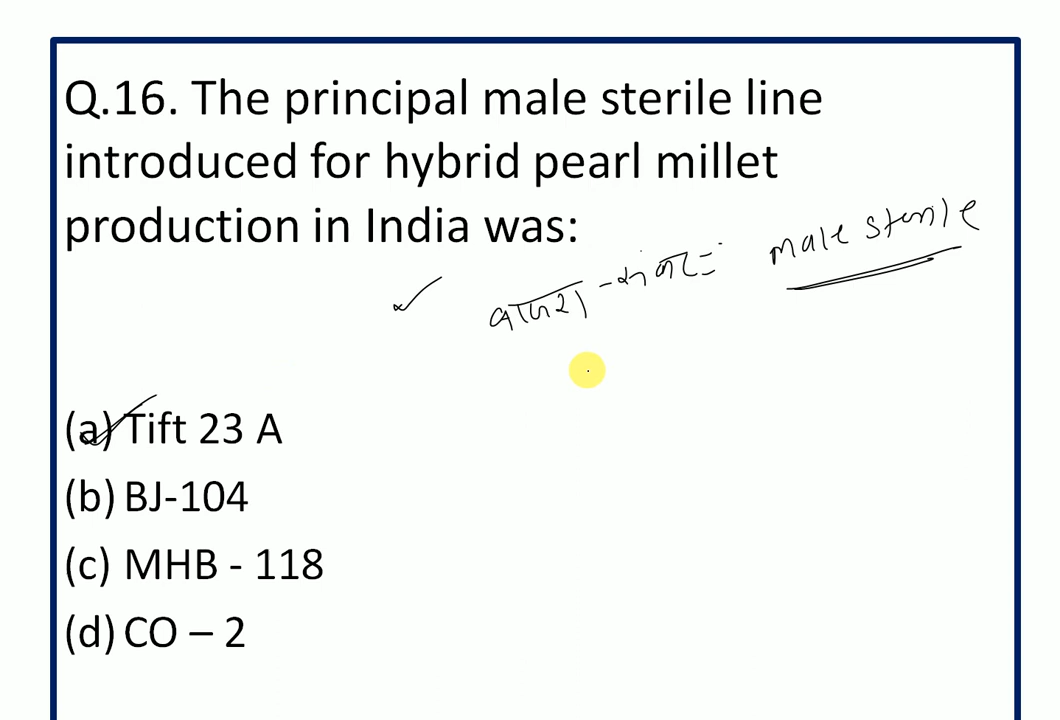 Q.16. The principal male sterile line
introduced for hybrid pearl millet
production in India was:
male sterile
(a) Tift 23 A
(b) BJ-104
(c) MHB - 118
(d) CO – 2